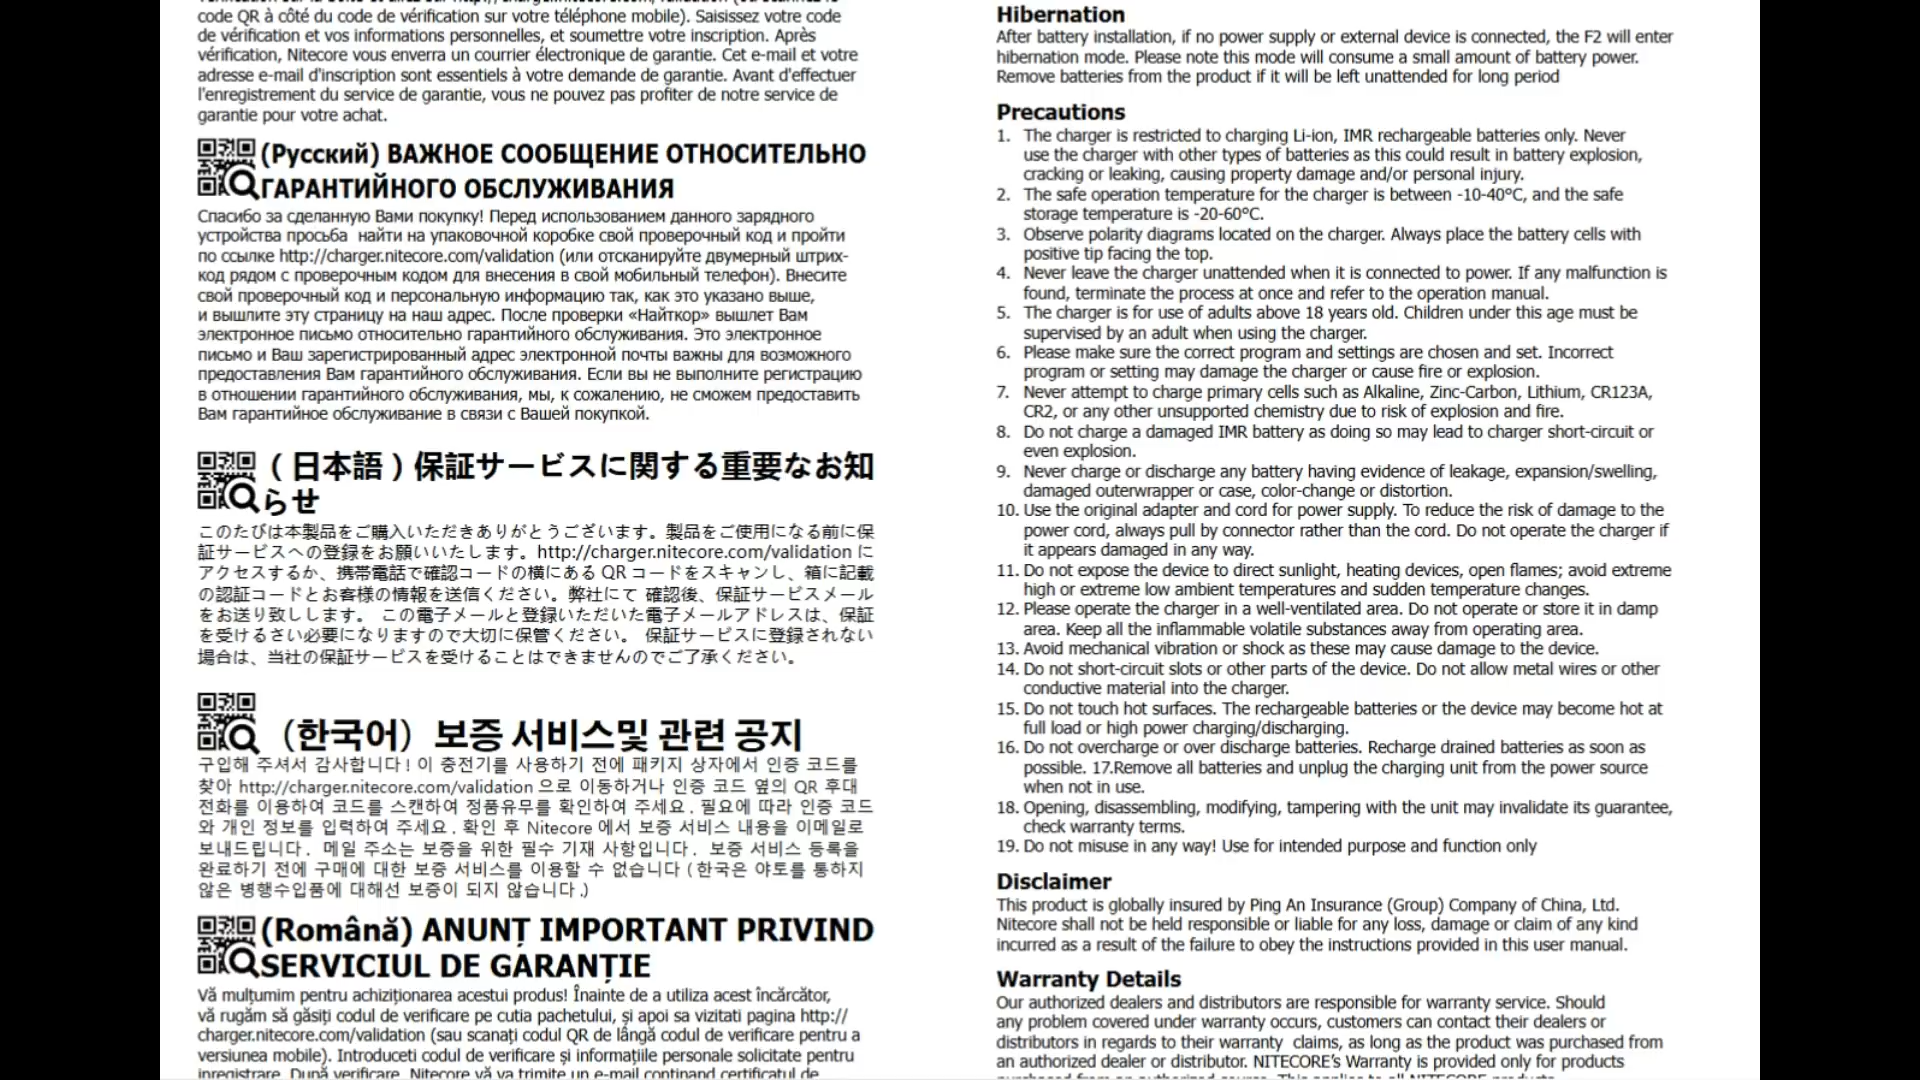 code QR à côté du code de vérification sur votre téléphone mobile). Saisissez votre code
de vérification et vos informations personnelles, et soumettre votre inscription. Après
vérification, Nitecore vous enverra un courrier électronique de garantie. Cet e-mail et votre
adresse e-mail d'inscription sont essentiels à votre demande de garantie. Avant d'effectuer
l'enregistrement du service de garantie, vous ne pouvez pas profiter de notre service de
garantie pour votre achat.
(Русский) ВАЖНОЕ СООБЩЕНИЕ ОТНОСИТЕЛЬНО
ГАРАНТИЙНОГО ОБСЛУЖИВАНИЯ
Спасибо за сделанную Вами покупку! Перед использованием данного зарядного
устройства просьба  найти на упаковочной коробке свой проверочный код и пройти
по ссылке http://charger.nitecore.com/validation (или отсканируйте двумерный штрих-
код рядом с проверочным кодом для внесения в свой мобильный телефон). Внесите
свой проверочный код и персональную информацию так, как это указано выше,
и вышлите эту страницу на наш адрес. После проверки «Найткор» вышлет Вам
электронное письмо относительно гарантийного обслуживания. Это электронное
письмо и Ваш зарегистрированный адрес электронной почты важны для возможного
предоставления Вам гарантийного обслуживания. Если вы не выполните регистрацию
в отношении гарантийного обслуживания, мы, к сожалению, не сможем предоставить
Вам гарантийное обслуживание в связи с Вашей покупкой.
（日本語）保証サービスに関する重要なお知
らせ
このたびは本製品をご購入いただきありがとうございます。製品をご使用になる前に保
証サービスへの登録をお願いいたします。http://charger.nitecore.com/validation に
アクセスするか、携帯電話で確認コードの横にある QR コードをスキャンし、箱に記載
の認証コードとお客様の情報を送信ください。弊社にて 確認後、保証サービスメール
をお送り致しします。 この電子メールと登録いただいた電子メールアドレスは、保証
を受けるさい必要になりますので大切に保管ください。 保証サービスに登録されない
場合は、当社の保証サービスを受けることはできませんのでご了承ください。
（한국어） 보증 서비스및 관련 공지
구입해 주셔서 감사합니다! 이 충전기를 사용하기 전에 패키지 상자에서 인증 코드를
찾아 http://charger.nitecore.com/validation 으로 이동하거나 인증 코드 옆의 QR 휴대
전화를 이용하여 코드를 스캔하여 정품유무를 확인하여 주세요. 필요에 따라 인증 코드
와 개인 정보를 입력하여 주세요. 확인 후 Nitecore 에서 보증 서비스 내용을 이메일로
보내드립니다. 메일 주소는 보증을 위한 필수 기재 사항입니다. 보증 서비스 등록을
완료하기 전에 구매에 대한 보증 서비스를 이용할 수 없습니다 (한국은 야토를 통하지
않은 병행수입품에 대해선 보증이 되지 않습니다.)
(Română) ANUNȚ IMPORTANT PRIVIND
SERVICIUL DE GARANȚIE
Vă mulțumim pentru achiziționarea acestui produs! Înainte de a utiliza acest încărcător,
vă rugăm să găsiți codul de verificare pe cutia pachetului, și apoi sa vizitati pagina http://
charger.nitecore.com/validation (sau scanați codul QR de lângă codul de verificare pentru a
versiunea mobile). Introduceti codul de verificare și informațiile personale solicitate pentru
inregistrare. După verificare, Nitecore vă va trimite un e-mail continand certificatul de
Hibernation
After battery installation, if no power supply or external device is connected, the F2 will enter
hibernation mode. Please note this mode will consume a small amount of battery power.
Remove batteries from the product if it will be left unattended for long period
Precautions
1. The charger is restricted to charging Li-ion, IMR rechargeable batteries only. Never
use the charger with other types of batteries as this could result in battery explosion,
cracking or leaking, causing property damage and/or personal injury.
2. The safe operation temperature for the charger is between -10-40°C, and the safe
storage temperature is -20-60°C.
3. Observe polarity diagrams located on the charger. Always place the battery cells with
positive tip facing the top.
4. Never leave the charger unattended when it is connected to power. If any malfunction is
found, terminate the process at once and refer to the operation manual.
5. The charger is for use of adults above 18 years old. Children under this age must be
supervised by an adult when using the charger.
6. Please make sure the correct program and settings are chosen and set. Incorrect
program or setting may damage the charger or cause fire or explosion.
7. Never attempt to charge primary cells such as Alkaline, Zinc-Carbon, Lithium, CR123A,
CR2, or any other unsupported chemistry due to risk of explosion and fire.
8. Do not charge a damaged IMR battery as doing so may lead to charger short-circuit or
even explosion.
9. Never charge or discharge any battery having evidence of leakage, expansion/swelling,
damaged outerwrapper or case, color-change or distortion.
10. Use the original adapter and cord for power supply. To reduce the risk of damage to the
power cord, always pull by connector rather than the cord. Do not operate the charger if
it appears damaged in any way.
11. Do not expose the device to direct sunlight, heating devices, open flames; avoid extreme
high or extreme low ambient temperatures and sudden temperature changes.
12. Please operate the charger in a well-ventilated area. Do not operate or store it in damp
area. Keep all the inflammable volatile substances away from operating area.
13. Avoid mechanical vibration or shock as these may cause damage to the device.
14. Do not short-circuit slots or other parts of the device. Do not allow metal wires or other
conductive material into the charger.
15. Do not touch hot surfaces. The rechargeable batteries or the device may become hot at
full load or high power charging/discharging.
16. Do not overcharge or over discharge batteries. Recharge drained batteries as soon as
possible. 17.Remove all batteries and unplug the charging unit from the power source
when not in use.
18. Opening, disassembling, modifying, tampering with the unit may invalidate its guarantee,
check warranty terms.
19. Do not misuse in any way! Use for intended purpose and function only
Disclaimer
This product is globally insured by Ping An Insurance (Group) Company of China, Ltd.
Nitecore shall not be held responsible or liable for any loss, damage or claim of any kind
incurred as a result of the failure to obey the instructions provided in this user manual.
Warranty Details
Our authorized dealers and distributors are responsible for warranty service. Should
any problem covered under warranty occurs, customers can contact their dealers or
distributors in regards to their warranty  claims, as long as the product was purchased from
an authorized dealer or distributor. NITECORE's Warranty is provided only for products